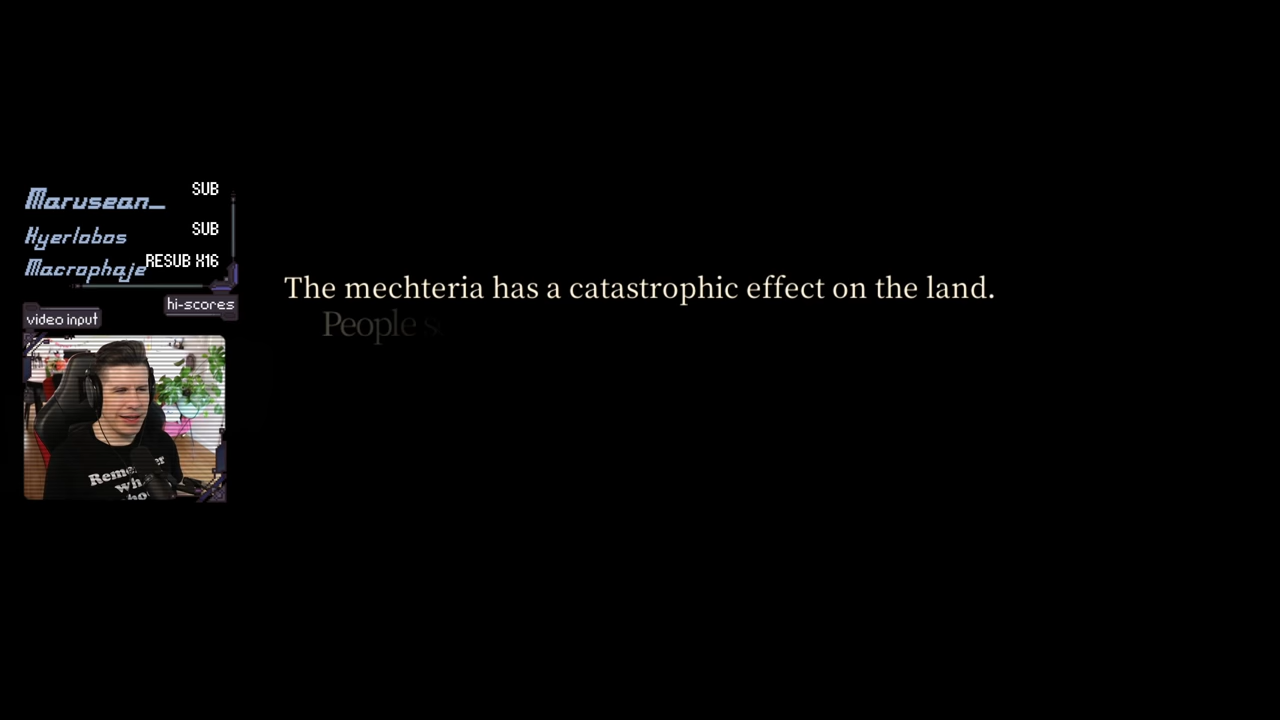 Marusean_ SUB
Kyerlobos SUB
Macrophaje RESUB X16
hi-scores
video input
The mechteria has a catastrophic effect on the land.
People